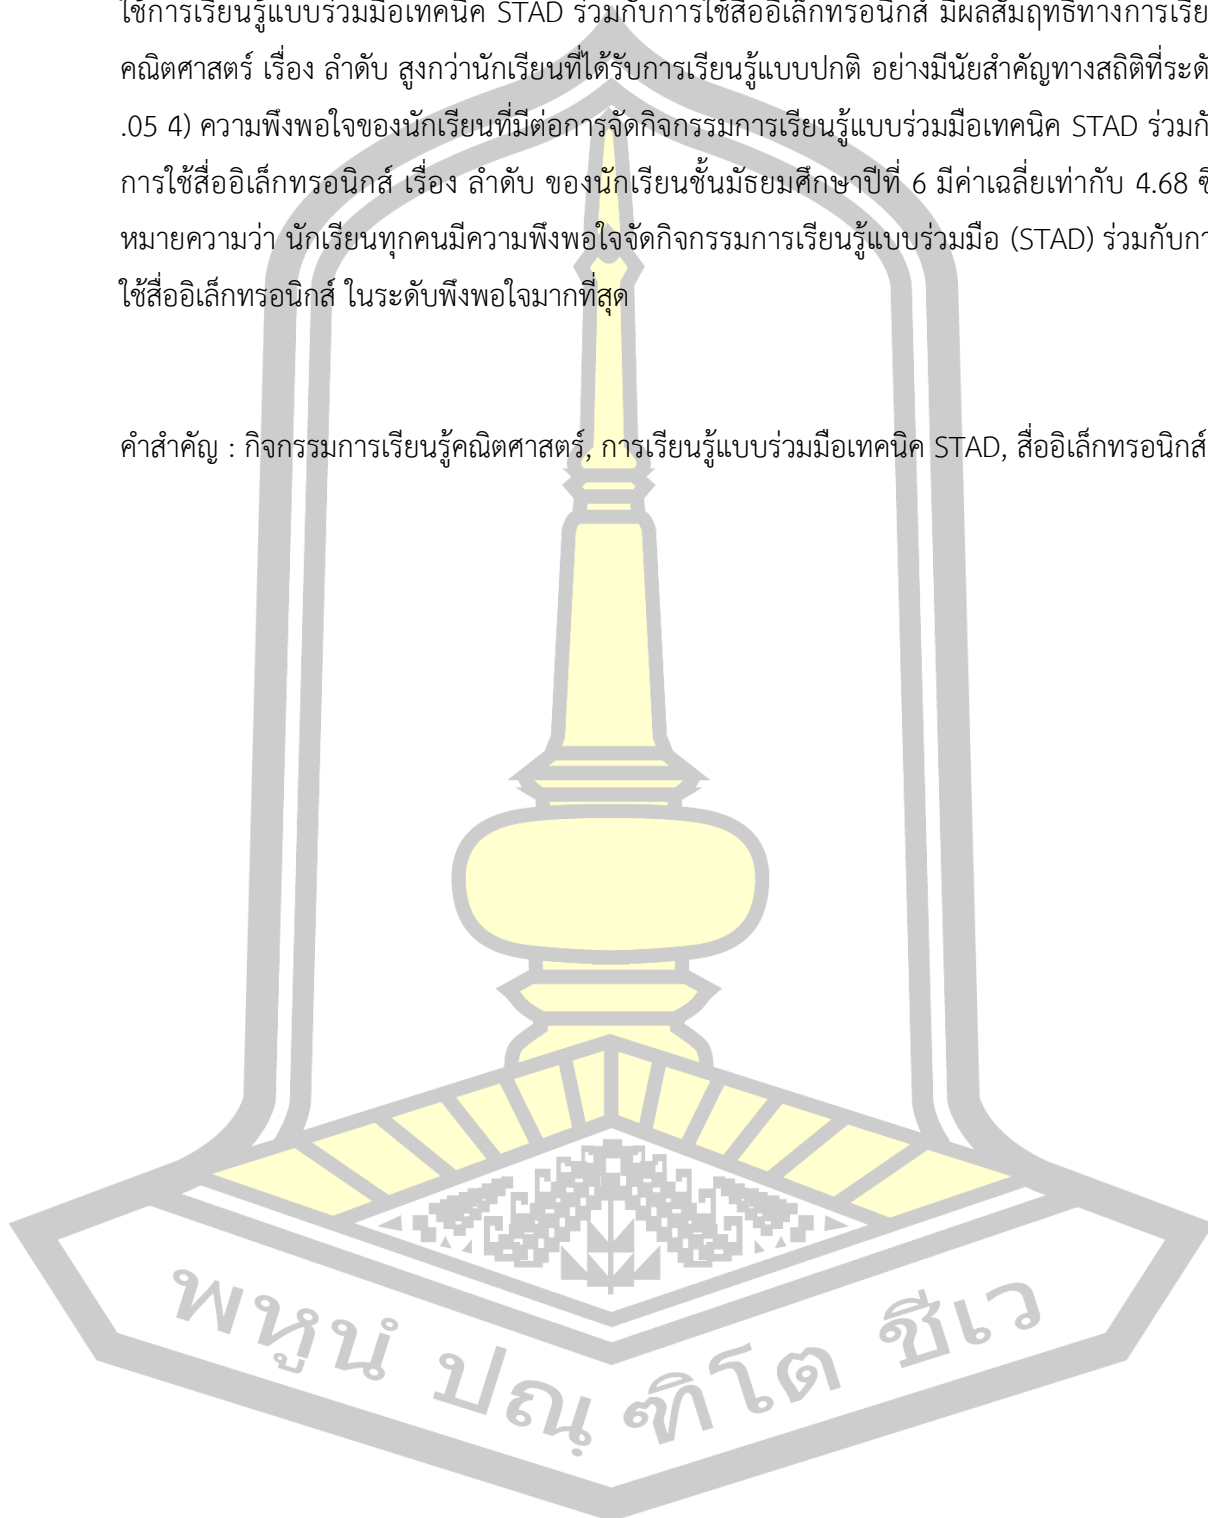 ใช้การเรียนรู้แบบร่วมมือเทคนิค STAD ร่วมกับการใช้สื่ออิเล็กทรอนิกส์ มีผลสัมฤทธิ์ทางการเรีย
คณิตศาสตร์ เรื่อง ลำดับ สูงกว่านักเรียนที่ได้รับการเรียนรู้แบบปกติ อย่างมีนัยสำคัญทางสถิติที่ระดั
.05 4) ความพึงพอใจของนักเรียนที่มีต่อการจัดกิจกรรมการเรียนรู้แบบร่วมมือเทคนิค STAD ร่วมกั
การใช้สื่ออิเล็กทรอนิกส์ เรื่อง ลำดับ ของนักเรียนชั้นมัธยมศึกษาปีที่ 6 มีค่าเฉลี่ยเท่ากับ 4.68 ซึ
หมายความว่า นักเรียนทุกคนมีความพึงพอใจจัดกิจกรรมการเรียนรู้แบบร่วมมือ (STAD) ร่วมกับกา
ใช้สื่ออิเล็กทรอนิกส์ ในระดับพึงพอใจมากที่สุด
คำสำคัญ : กิจกรรมการเรียนรู้คณิตศาสตร์, การเรียนรู้แบบร่วมมือเทคนิค STAD, สื่ออิเล็กทรอนิกส์
พหูนํ ปณฺฑิโต ชีเว